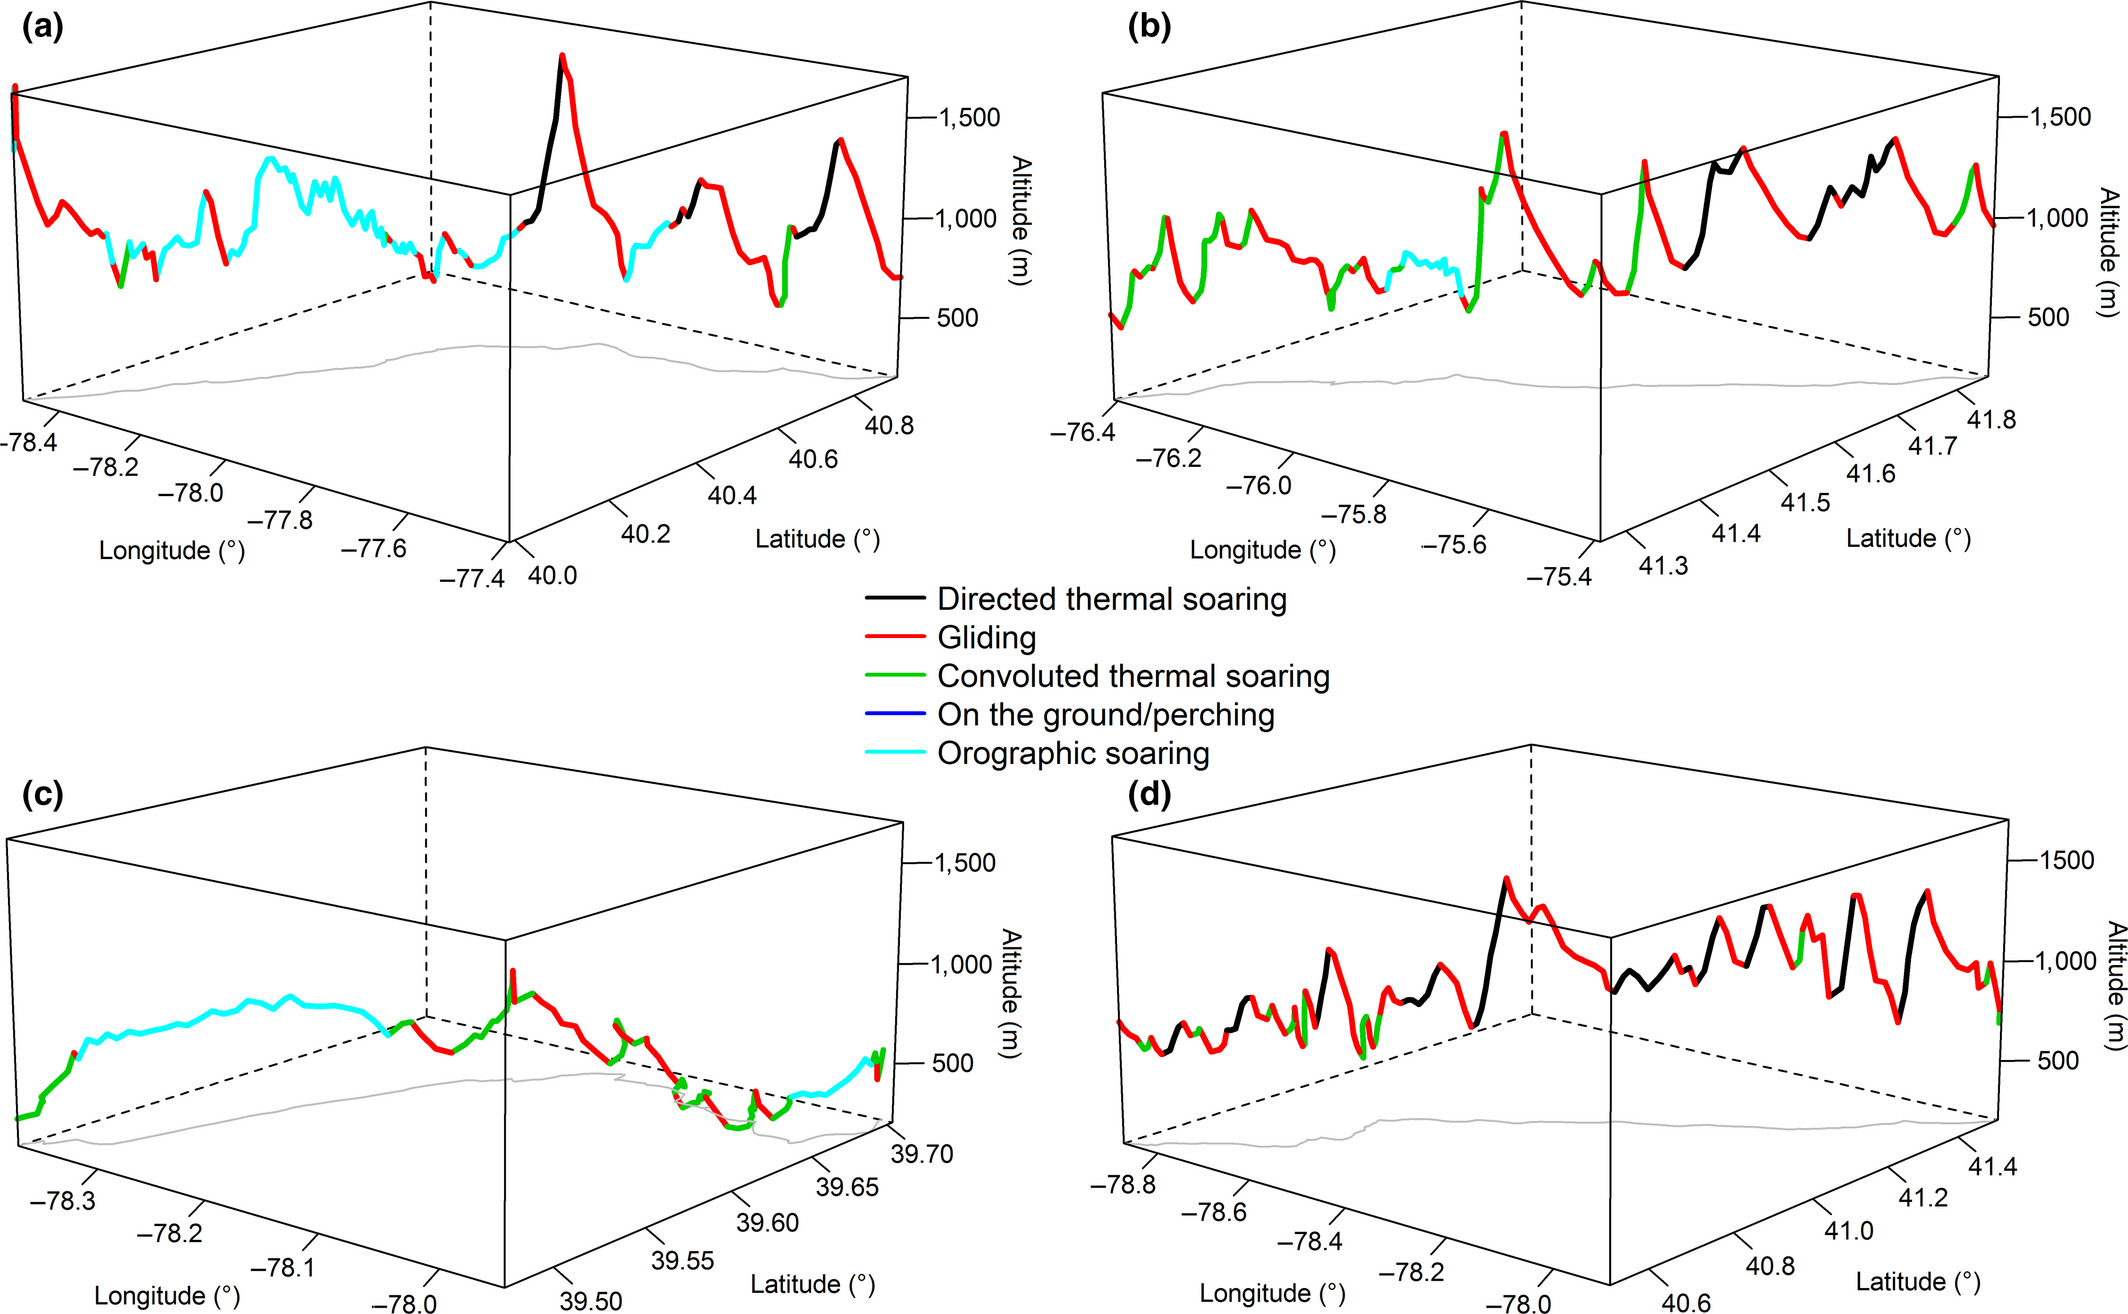 (a)
1,500
1,000
500
Altitude (m)
–78.4
–78.2
–78.0
–77.8
–77.6
–77.4
Longitude (°)
40.0
40.2
40.4
40.6
40.8
Latitude (°)
(b)
1,500
1,000
500
Altitude (m)
–76.4
–76.2
–76.0
–75.8
–75.6
–75.4
Longitude (°)
41.3
41.4
41.5
41.6
41.7
41.8
Latitude (°)
Directed thermal soaring
Gliding
Convoluted thermal soaring
On the ground/perching
Orographic soaring
(c)
1,500
1,000
500
Altitude (m)
–78.3
–78.2
–78.1
–78.0
Longitude (°)
39.50
39.55
39.60
39.65
39.70
Latitude (°)
(d)
1500
1,000
500
Altitude (m)
–78.8
–78.6
–78.4
–78.2
–78.0
Longitude (°)
40.6
40.8
41.0
41.2
41.4
Latitude (°)